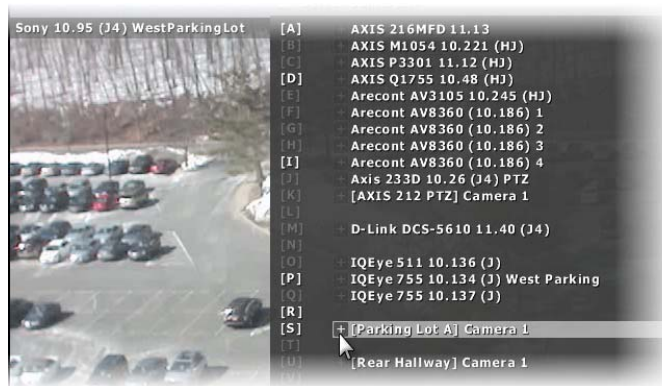 Sony 10.95 (J4) WestParkingLot
[A] + AXIS 216MFD 11.13
[B] + AXIS M1054 10.221 (HJ)
[C] + AXIS P3301 11.12 (HJ)
[D] + AXIS Q1755 10.48 (HJ)
[E] + Arecont AV3105 10.245 (HJ)
[F] + Arecont AV8360 (10.186) 1
[G] + Arecont AV8360 (10.186) 2
[H] + Arecont AV8360 (10.186) 3
[I] + Arecont AV8360 (10.186) 4
[J] + Axis 233D 10.26 (J4) PTZ
[K] + [AXIS 212 PTZ] Camera 1
[L]
[M] + D-Link DCS-5610 11.40 (J4)
[N]
[O] + IQEye 511 10.136 (J)
[P] + IQEye 755 10.134 (J) West Parking
[Q] + IQEye 755 10.137 (J)
[R]
[S] + [Parking Lot A] Camera 1
[T]
[U] [Rear Hallway] Camera 1